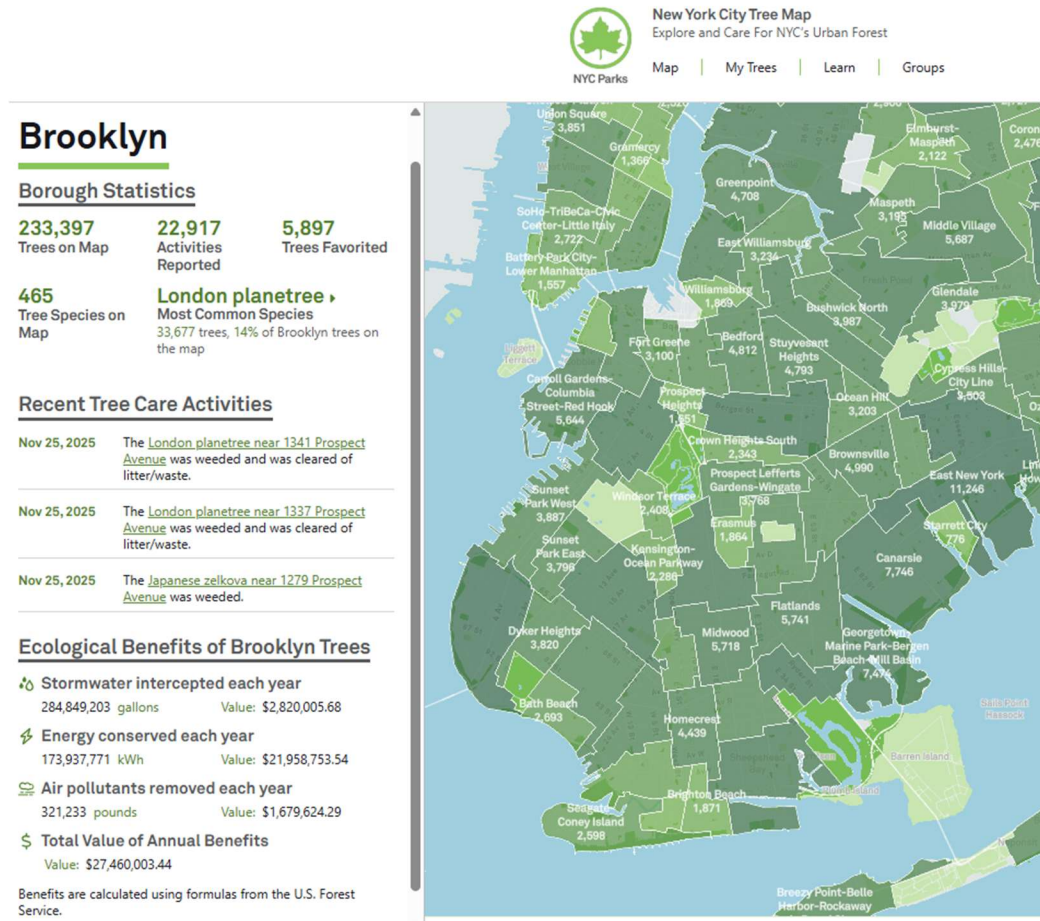 New York City Tree Map
Explore and Care For NYC's Urban Forest
NYC Parks
Map
My Trees
Learn
Groups
Brooklyn
Borough Statistics
233,397
Trees on Map
22,917
Activities
Reported
5,897
Trees Favorited
465
Tree Species on
Map
London planetree
Most Common Species
33,677 trees, 14% of Brooklyn trees on
the map
Recent Tree Care Activities
Nov 25, 2025
The London planetree near 1341 Prospect
Avenue was weeded and was cleared of
litter/waste.
Nov 25, 2025
The London planetree near 1337 Prospect
Avenue was weeded and was cleared of
litter/waste.
Nov 25, 2025
The Japanese zelkova near 1279 Prospect
Avenue was weeded.
Ecological Benefits of Brooklyn Trees
Stormwater intercepted each year
284,849,203 gallons Value: $2,820,005.68
Energy conserved each year
173,937,771 kWh Value: $21,958,753.54
Air pollutants removed each year
321,233 pounds Value: $1,679,624.29
Total Value of Annual Benefits
Value: $27,460,003.44
Benefits are calculated using formulas from the U.S. Forest
Service.
Union Square
3,851
Gramercy
1,366
Elmhurst-
Maspeth
2,122
Coron
2,476
Greenpoint
4,708
Maspeth
Middle Village
5,687
SoHo-TriBeCa-Civic
Center-Little Italy
2,722
East Williamsburg
3,234
Battery Park City-
Lower Manhattan
1,557
Williamsburg
1,869
Bushwick North
3,987
Glendale
3,979
Fort Greene
3,100
Bedford
4,812
Stuyvesant
Heights
4,793
Cypress Hills-
City Line
3,503
Carroll Gardens-
Columbia
Street-Red Hook
5,644
Prospect
Heights
1,551
Ocean Hill
3,203
Crown Heights South
2,343
Brownsville
4,990
East New York
11,246
Prospect Lefferts
Gardens-Wingate
3,768
Sunset
Park West
3,887
Windsor Terrace
2,408
Erasmus
1,864
Starrett City
776
Sunset
Park East
3,796
Kensington-
Ocean Parkway
2,286
Canarsie
7,746
Flatlands
5,741
Dyker Heights
3,820
Midwood
5,718
Georgetown-
Marine Park-Bergen
Beach-Mill Basin
7,474
Bath Beach
2,693
Homecrest
4,439
Barren Island
Brighton Beach
1,871
Seagate-
Coney Island
2,598
Breezy Point-Belle
Harbor-Rockaway